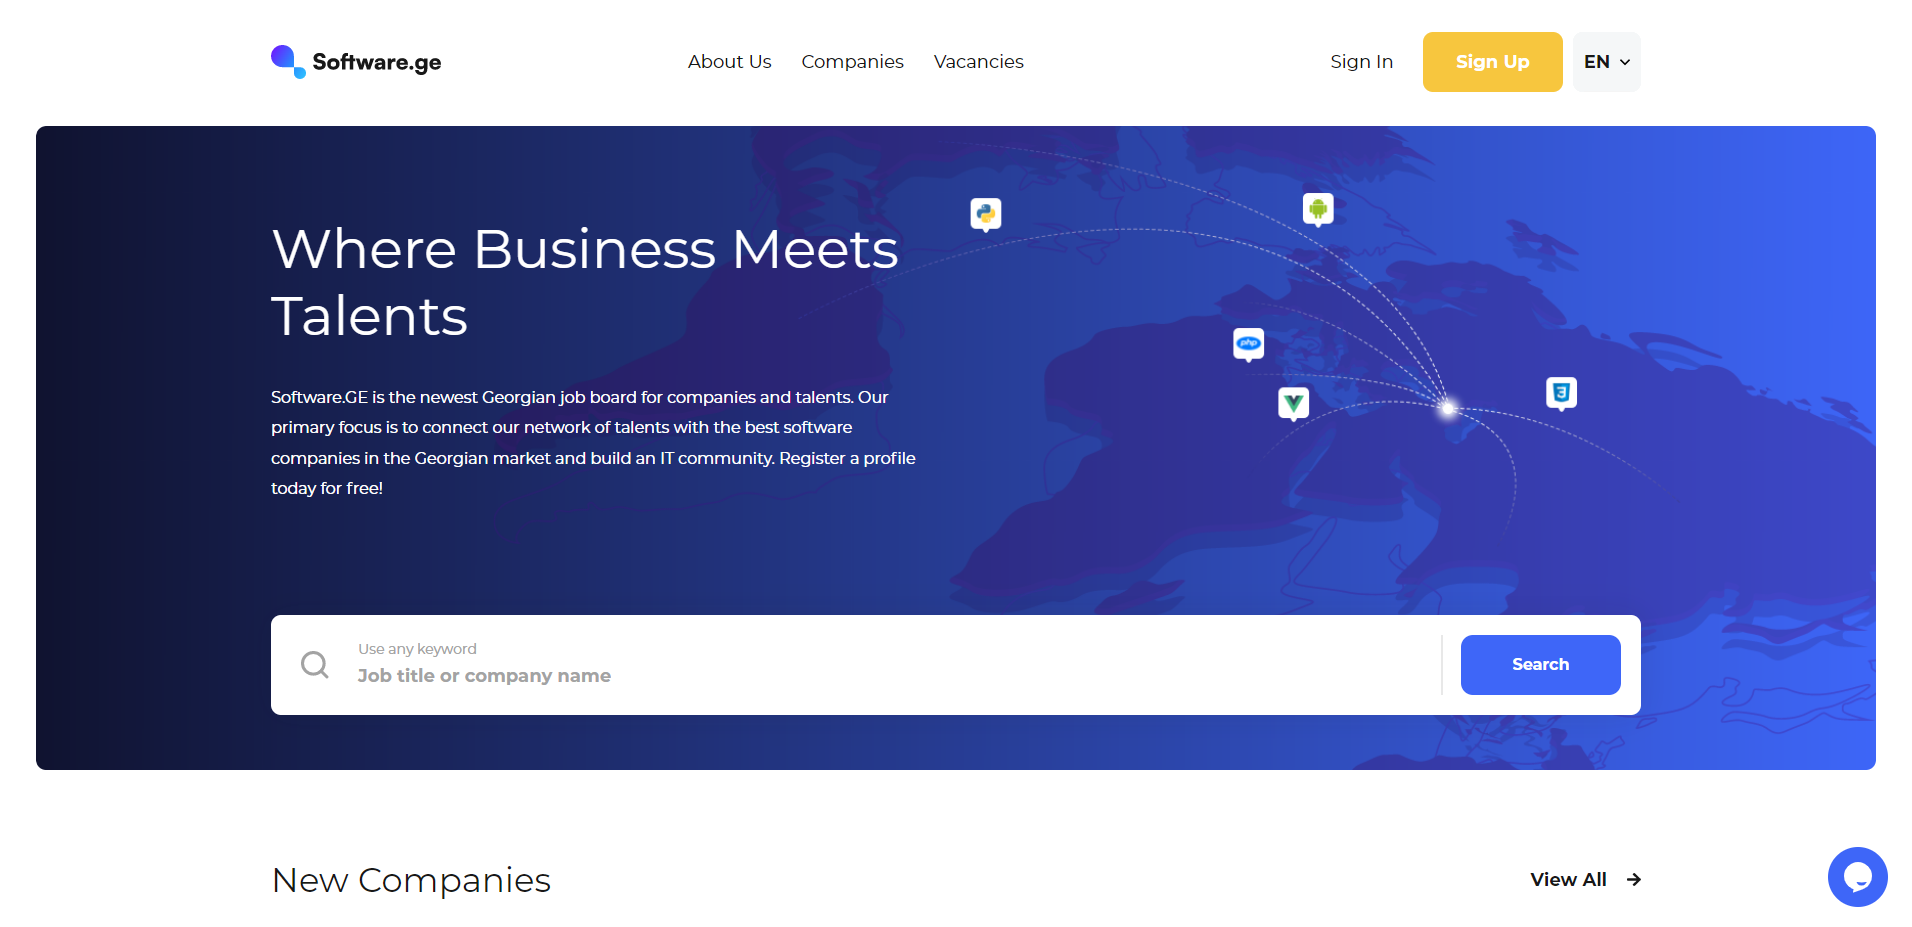 Software.ge
About Us
Companies
Vacancies
Sign In
Sign Up
EN
Where Business Meets
Talents
Software.GE is the newest Georgian job board for companies and talents. Our
primary focus is to connect our network of talents with the best software
companies in the Georgian market and build an IT community. Register a profile
today for free!
php
3
Use any keyword
Job title or company name
Search
New Companies
View All